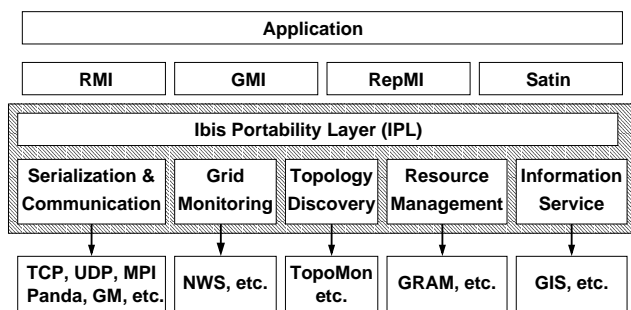 Application
RMI
GMI
RepMI
Satin
Ibis Portability Layer (IPL)
Serialization &
Communication
Grid
Monitoring
Topology
Discovery
Resource
Management
Information
Service
TCP, UDP, MPI
Panda, GM, etc.
NWS, etc.
TopoMon
etc.
GRAM, etc.
GIS, etc.